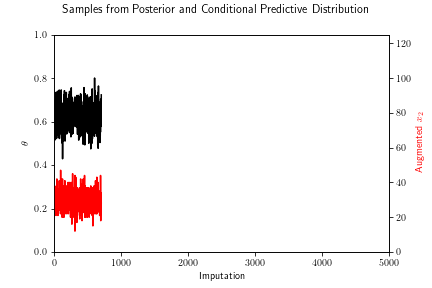 Samples from Posterior and Conditional Predictive Distribution
1.0
0.8
0.6
0.4
0.2
0.0
θ
120
100
80
60
40
20
0
Augmented x₂
0 1000 2000 3000 4000 5000
Imputation